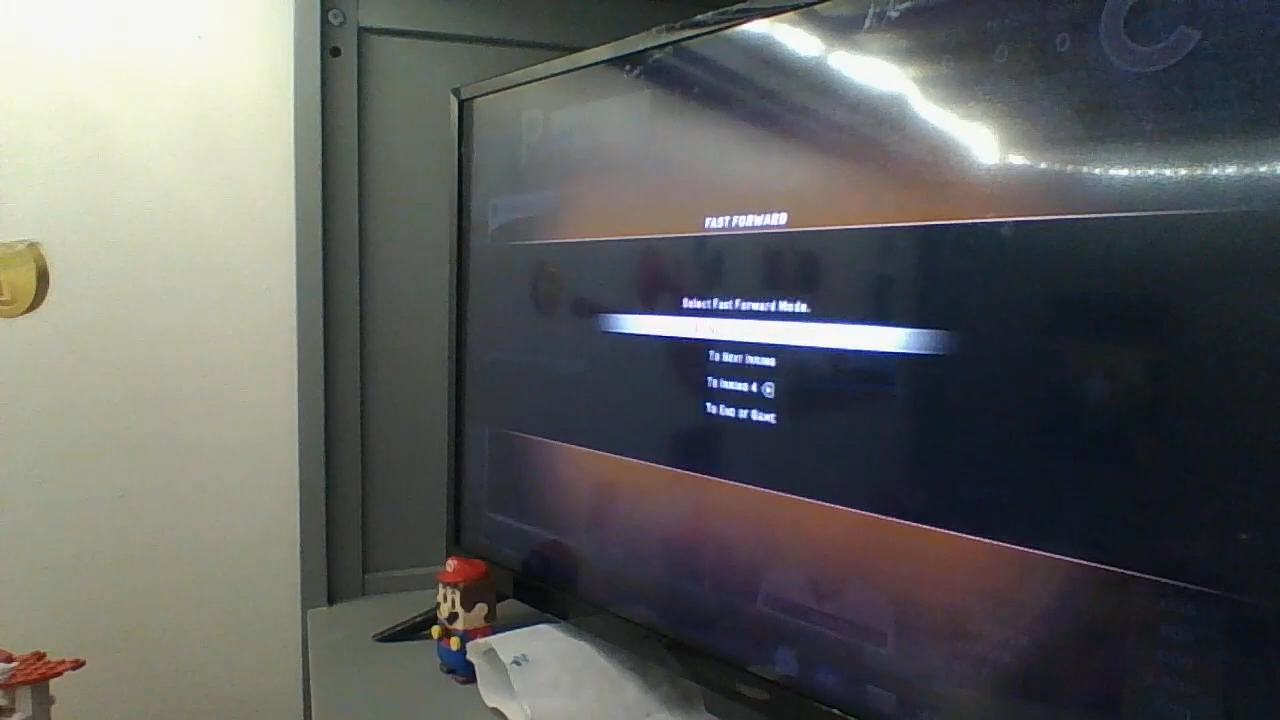 FAST FORWARD
Select Fast Forward Mode.
To Next Inning
To Inning 4
To End of Game